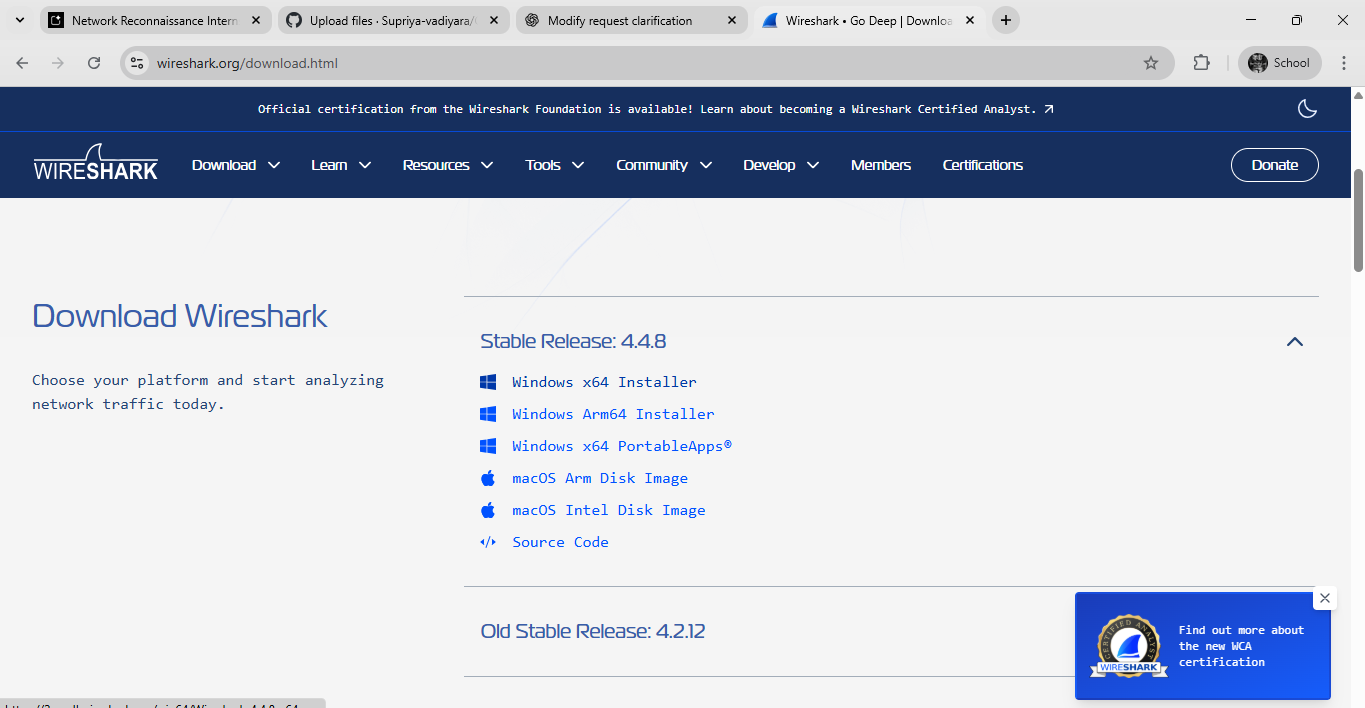 Network Reconnaissance Intern
Upload files · Supriya-vadiyara/
Modify request clarification
Wireshark • Go Deep | Downloa
wireshark.org/download.html
School
Official certification from the Wireshark Foundation is available! Learn about becoming a Wireshark Certified Analyst.
WIRESHARK
Download
Learn
Resources
Tools
Community
Develop
Members
Certifications
Donate
Download Wireshark
Choose your platform and start analyzing
network traffic today.
Stable Release: 4.4.8
Windows x64 Installer
Windows Arm64 Installer
Windows x64 PortableApps®
macOS Arm Disk Image
macOS Intel Disk Image
Source Code
Old Stable Release: 4.2.12
CERTIFIED ANALYST
WIRESHARK
Find out more about
the new WCA
certification